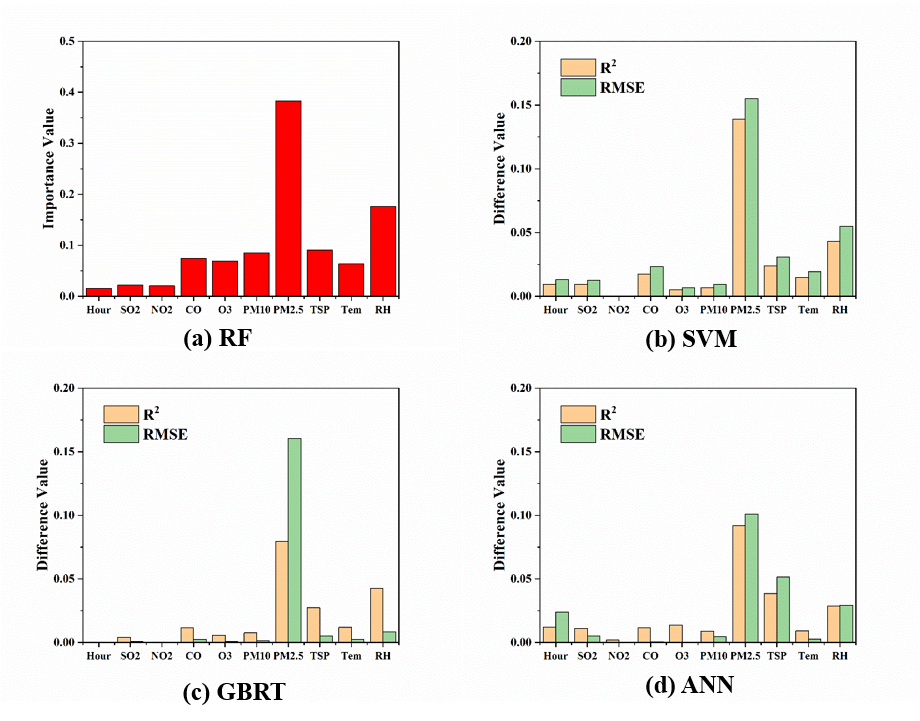 0.5
0.4
0.3
0.2
0.1
0.0
Importance Value
Hour SO2 NO2 CO O3 PM10 PM2.5 TSP Tem RH
(a) RF
0.20
0.15
0.10
0.05
0.00
Difference Value
R²
RMSE
Hour SO2 NO2 CO O3 PM10 PM2.5 TSP Tem RH
(b) SVM
0.20
0.15
0.10
0.05
0.00
Difference Value
R²
RMSE
Hour SO2 NO2 CO O3 PM10 PM2.5 TSP Tem RH
(c) GBRT
0.20
0.15
0.10
0.05
0.00
Difference Value
R²
RMSE
Hour SO2 NO2 CO O3 PM10 PM2.5 TSP Tem RH
(d) ANN